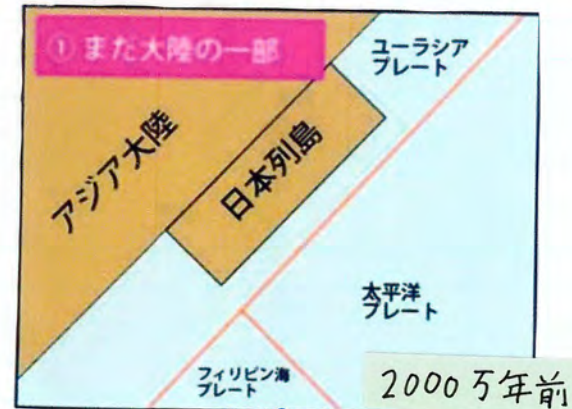 ① まだ大陸の一部
ユーラシア
プレート
アジア大陸
日本列島
太平洋
プレート
フィリピン海
プレート
2000万年前